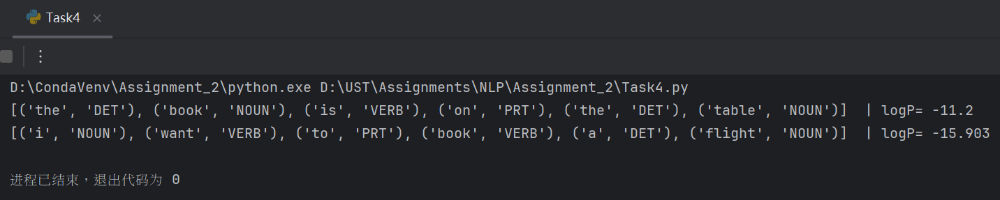 Task4
D:\CondaVenv\Assignment_2\python.exe D:\UST\Assignments\NLP\Assignment_2\Task4.py
[('the', 'DET'), ('book', 'NOUN'), ('is', 'VERB'), ('on', 'PRT'), ('the', 'DET'), ('table', 'NOUN')]  | logP= -11.2
[('i', 'NOUN'), ('want', 'VERB'), ('to', 'PRT'), ('book', 'VERB'), ('a', 'DET'), ('flight', 'NOUN')]  | logP= -15.903
进程已结束，退出代码为 0